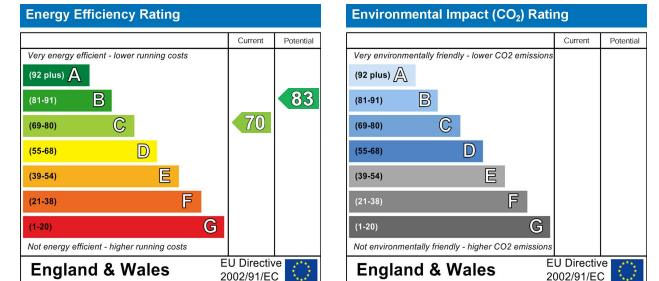 Energy Efficiency Rating
Current Potential
Very energy efficient - lower running costs
(92 plus) A
(81-91) B
83
(69-80) C
70
(55-68) D
(39-54) E
(21-38) F
(1-20) G
Not energy efficient - higher running costs
England & Wales
EU Directive
2002/91/EC
Environmental Impact (CO2) Rating
Current Potential
Very environmentally friendly - lower CO2 emissions
(92 plus) A
(81-91) B
(69-80) C
(55-68) D
(39-54) E
(21-38) F
(1-20) G
Not environmentally friendly - higher CO2 emissions
England & Wales
EU Directive
2002/91/EC